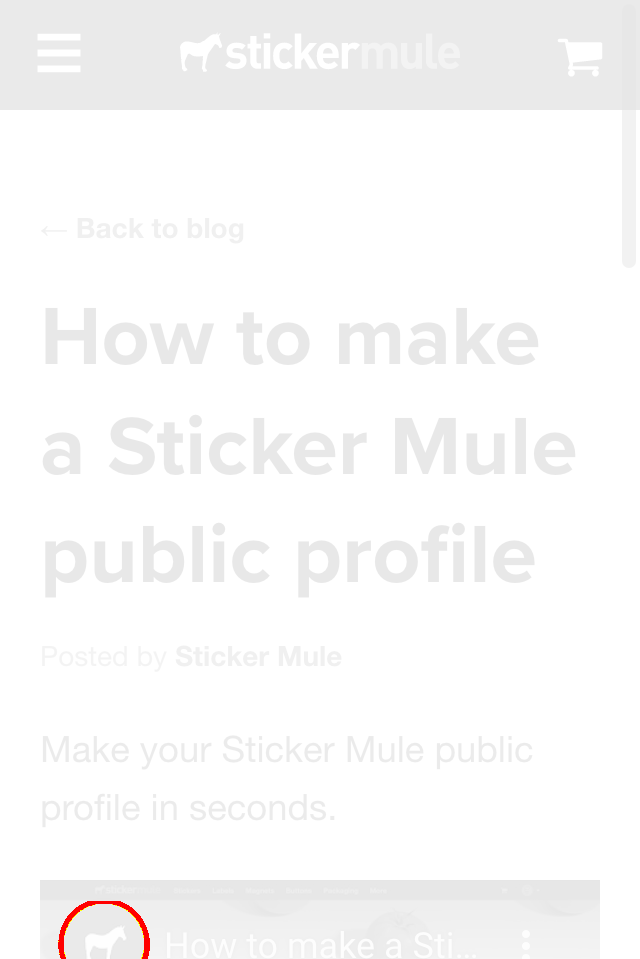 stickermule
← Back to blog
How to make
a Sticker Mule
public profile
Posted by Sticker Mule
Make your Sticker Mule public
profile in seconds.
How to make a Sti...